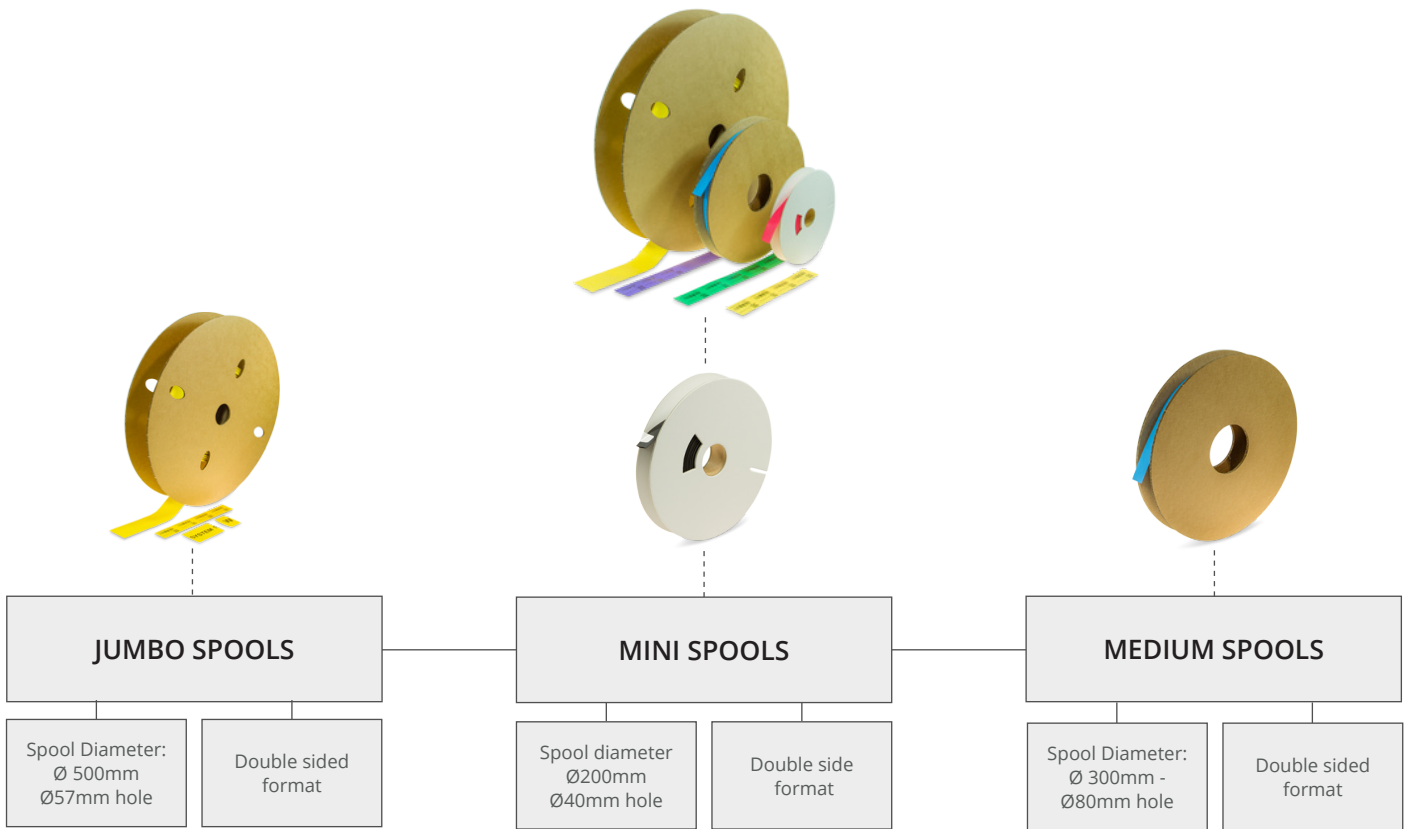 JUMBO SPOOLS
MINI SPOOLS
MEDIUM SPOOLS
Spool Diameter:
Ø 500mm
Ø57mm hole
Double sided
format
Spool diameter
Ø200mm
Ø40mm hole
Double side
format
Spool Diameter:
Ø 300mm -
Ø80mm hole
Double sided
format